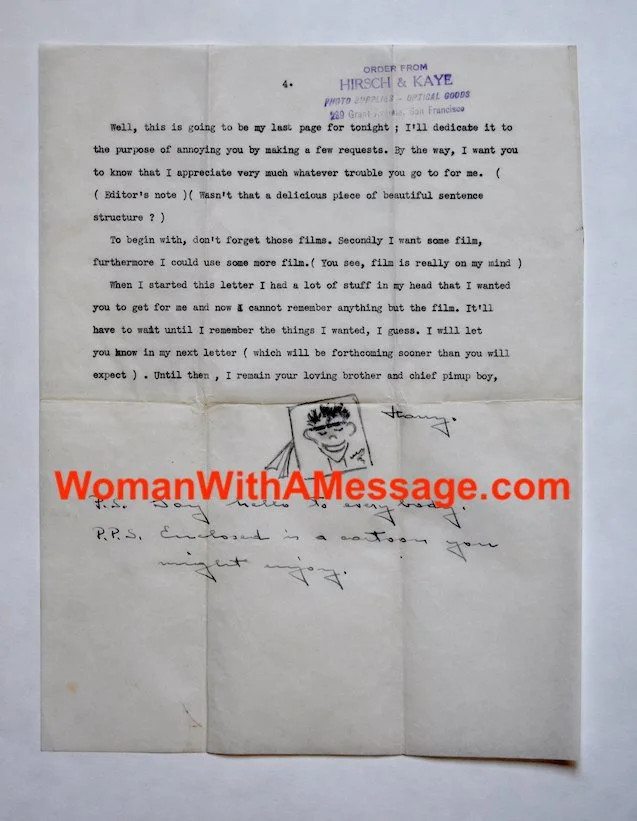 4.
ORDER FROM
HIRSCH & KAYE
PHOTO SUPPLIES - OPTICAL GOODS
239 Grant Avenue, San Francisco
Well, this is going to be my last page for tonight ; I'll dedicate it to
the purpose of annoying you by making a few requests. By the way, I want you
to know that I appreciate very much whatever trouble you go to for me. (
( Editor's note )( Wasn't that a delicious piece of beautiful sentence
structure ? )
To begin with, don't forget those films. Secondly I want some film,
furthermore I could use some more film.( You see, film is really on my mind )
When I started this letter I had a lot of stuff in my head that I wanted
you to get for me and now I cannot remember anything but the film. It'll
have to wait until I remember the things I wanted, I guess. I will let
you know in my next letter ( which will be forthcoming sooner than you will
expect ) . Until then , I remain your loving brother and chief pinup boy,
Harry.
WomanWithAMessage.com
P.S. Say hello to everybody.
P.P.S. Enclosed is a cartoon you
might enjoy.